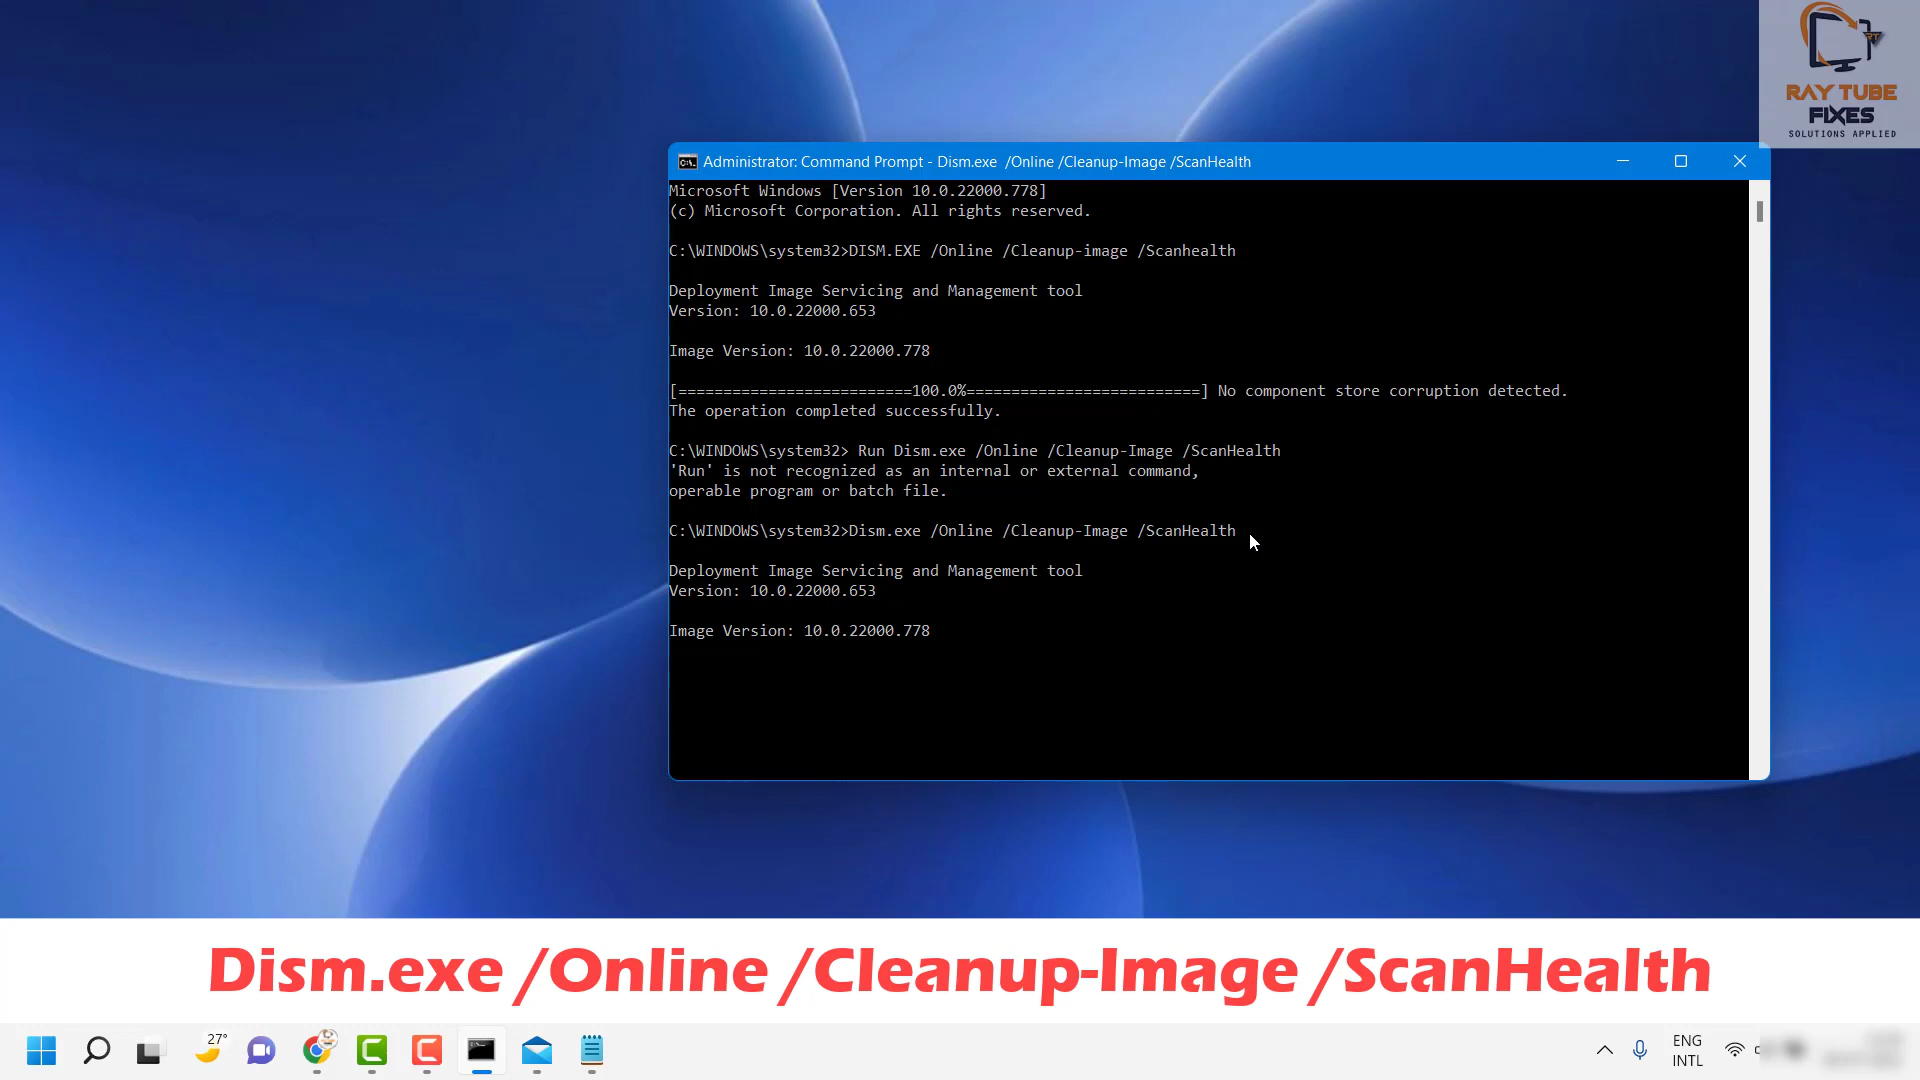 RAY TUBE
FIXES
SOLUTIONS APPLIED
Administrator: Command Prompt - Dism.exe  /Online /Cleanup-Image /ScanHealth
Microsoft Windows [Version 10.0.22000.778]
(c) Microsoft Corporation. All rights reserved.
C:\WINDOWS\system32>DISM.EXE /Online /Cleanup-image /Scanhealth
Deployment Image Servicing and Management tool
Version: 10.0.22000.653
Image Version: 10.0.22000.778
[==========================100.0%==========================] No component store corruption detected.
The operation completed successfully.
C:\WINDOWS\system32> Run Dism.exe /Online /Cleanup-Image /ScanHealth
'Run' is not recognized as an internal or external command,
operable program or batch file.
C:\WINDOWS\system32>Dism.exe /Online /Cleanup-Image /ScanHealth
Deployment Image Servicing and Management tool
Version: 10.0.22000.653
Image Version: 10.0.22000.778
Dism.exe /Online /Cleanup-Image /ScanHealth
27°
ENG
INTL